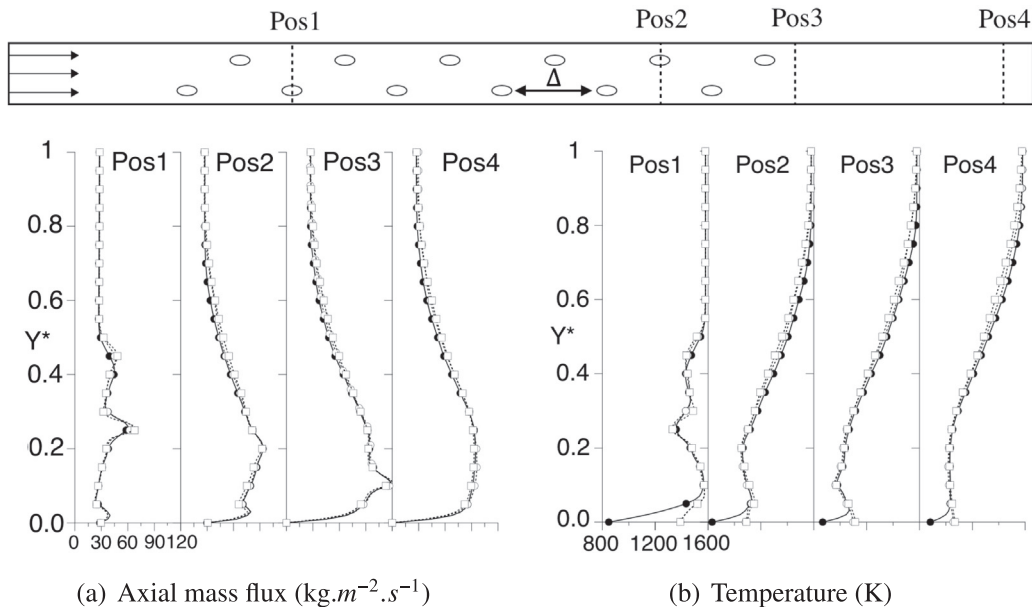 Pos1 Pos2 Pos3 Pos4
Δ
1 Pos1 Pos2 Pos3 Pos4
0.8
0.6
Y*
0.4
0.2
0.0
0 30 60 90 120
(a) Axial mass flux (kg.m⁻².s⁻¹)
1 Pos1 Pos2 Pos3 Pos4
0.8
0.6
Y*
0.4
0.2
0.0
800 1200 1600
(b) Temperature (K)